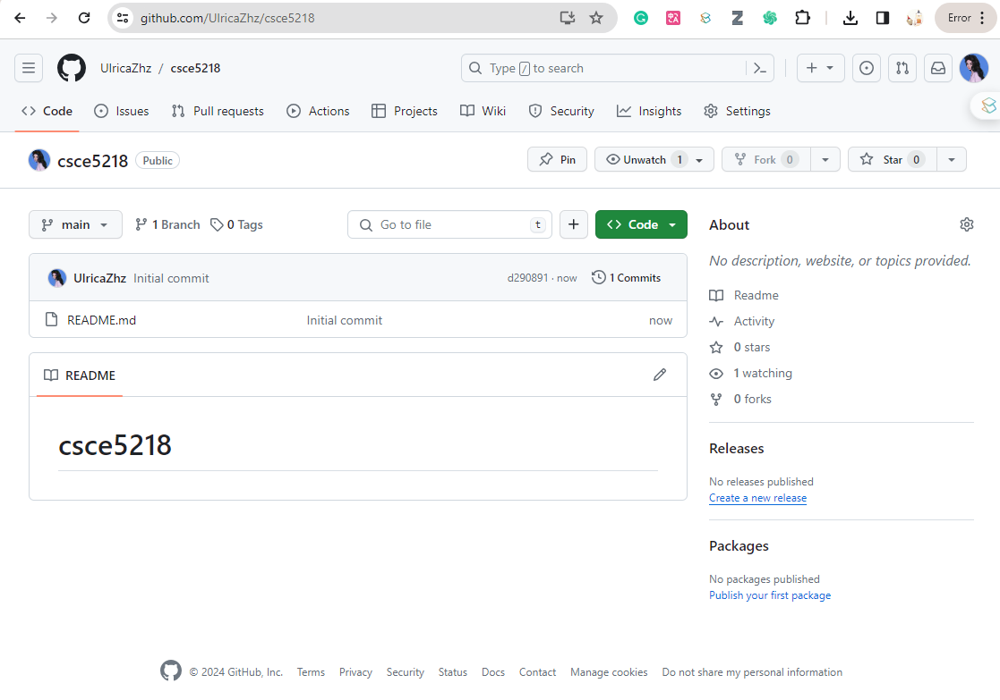 github.com/UlricaZhz/csce5218
Error
UlricaZhz / csce5218
Type / to search
Code Issues Pull requests Actions Projects Wiki Security Insights Settings
csce5218 Public
Pin Unwatch 1 Fork 0 Star 0
main 1 Branch 0 Tags
Go to file t
Code
UlricaZhz Initial commit d290891 · now 1 Commits
README.md Initial commit now
README
csce5218
About
No description, website, or topics provided.
Readme
Activity
0 stars
1 watching
0 forks
Releases
No releases published
Create a new release
Packages
No packages published
Publish your first package
© 2024 GitHub, Inc. Terms Privacy Security Status Docs Contact Manage cookies Do not share my personal information